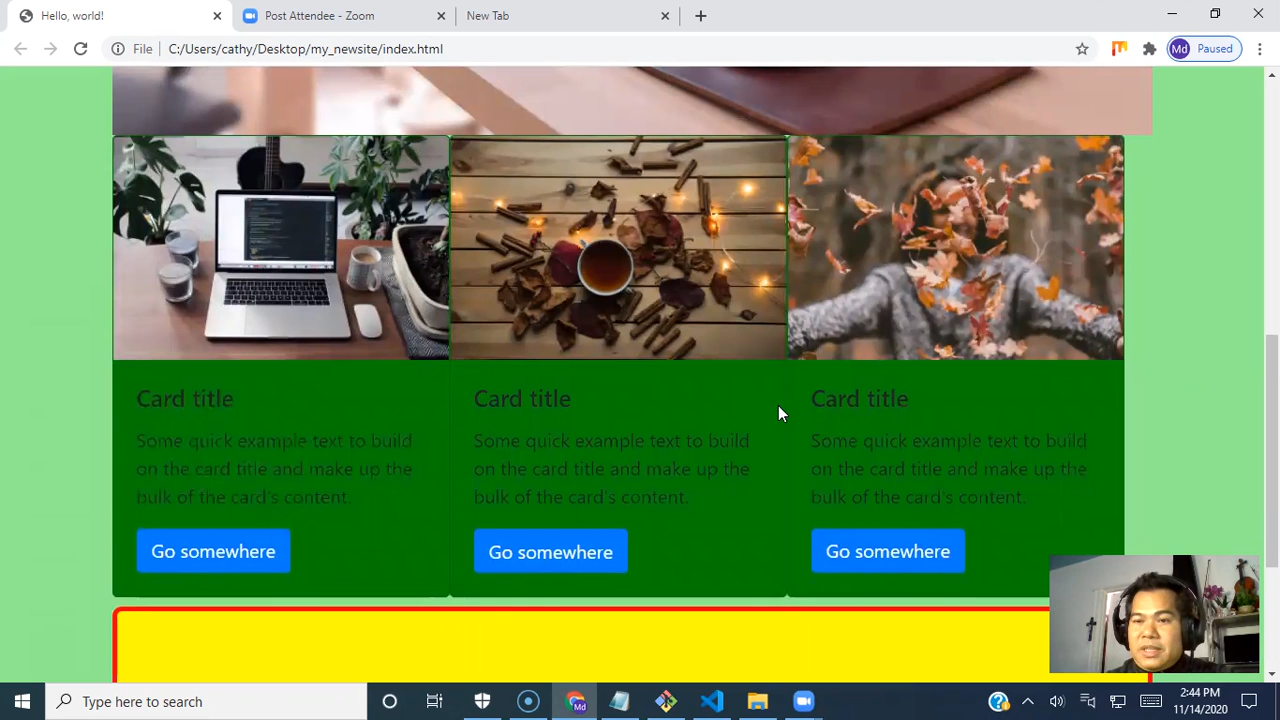 Hello, world!
Post Attendee - Zoom
New Tab
File
C:/Users/cathy/Desktop/my_newsite/index.html
Md
Paused
Card title
Some quick example text to build
on the card title and make up the
bulk of the card's content.
Go somewhere
Card title
Some quick example text to build
on the card title and make up the
bulk of the card's content.
Go somewhere
Card title
Some quick example text to build
on the card title and make up the
bulk of the card's content.
Go somewhere
Type here to search
Md
2:44 PM
11/14/2020